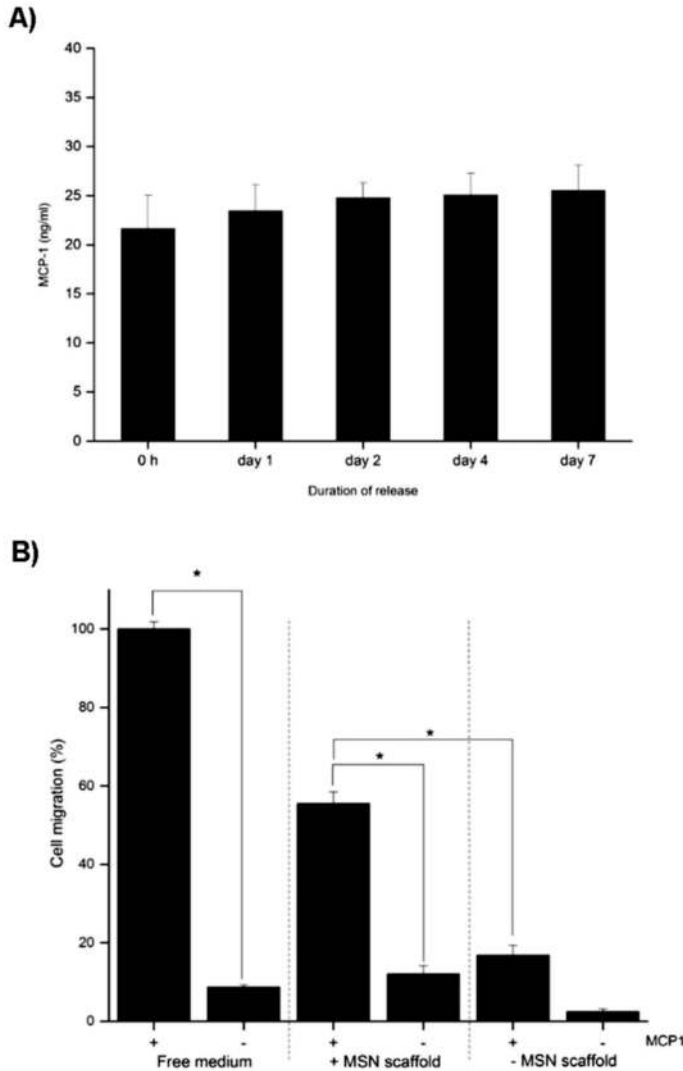 A)
40
35
30
25
20
15
10
5
0
MCP-1 (ng/ml)
0 h day 1 day 2 day 4 day 7
Duration of release
B)
*
*
*
100
80
60
40
20
0
Cell migration (%)
+ - + - + - MCP1
Free medium + MSN scaffold - MSN scaffold